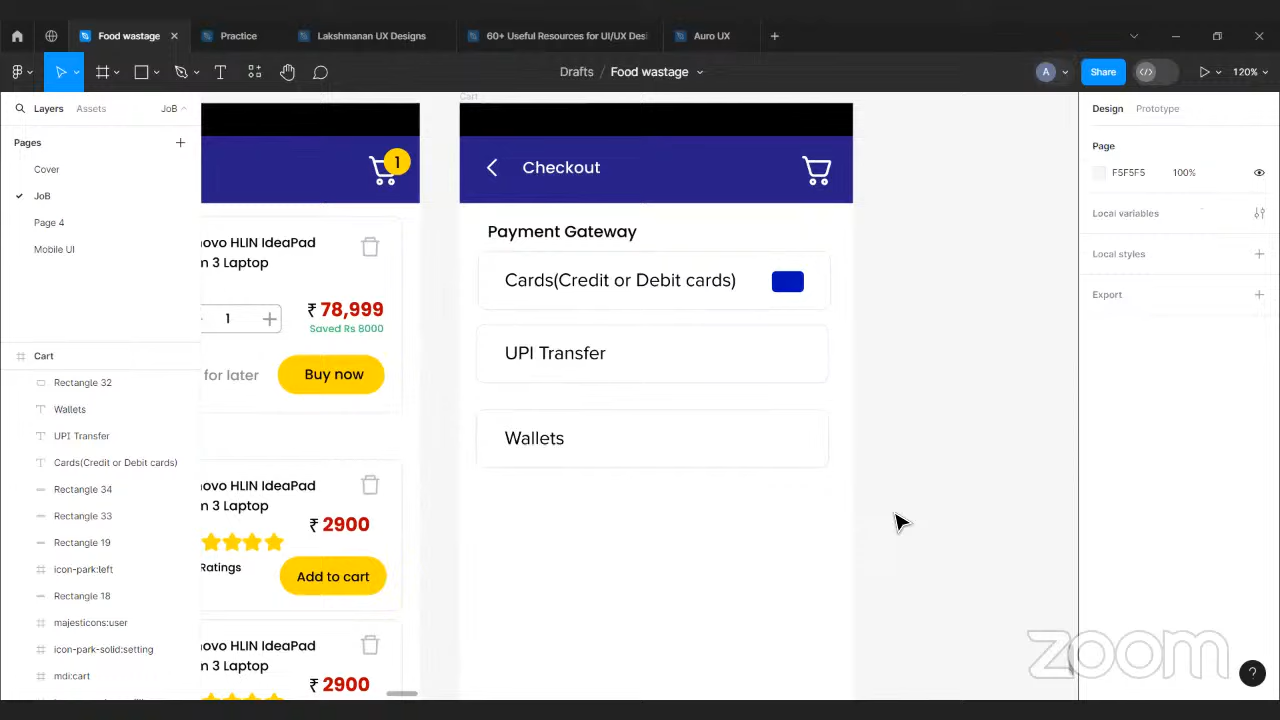 Food wastage
Practice
Lakshmanan UX Designs
60+ Useful Resources for UI/UX Desi
Auro UX
Drafts / Food wastage
A
Share
120%
Layers
Assets
JoB
Pages
Cover
JoB
Page 4
Mobile UI
Cart
Rectangle 32
Wallets
UPI Transfer
Cards(Credit or Debit cards)
Rectangle 34
Rectangle 33
Rectangle 19
icon-park:left
Rectangle 18
majesticons:user
icon-park-solid:setting
mdi:cart
1
novo HLIN IdeaPad
m 3 Laptop
1
₹ 78,999
Saved Rs 8000
for later
Buy now
novo HLIN IdeaPad
m 3 Laptop
₹ 2900
Ratings
Add to cart
novo HLIN IdeaPad
m 3 Laptop
₹ 2900
Cart
Checkout
Payment Gateway
Cards(Credit or Debit cards)
UPI Transfer
Wallets
Design
Prototype
Page
F5F5F5
100%
Local variables
Local styles
Export
zoom
?